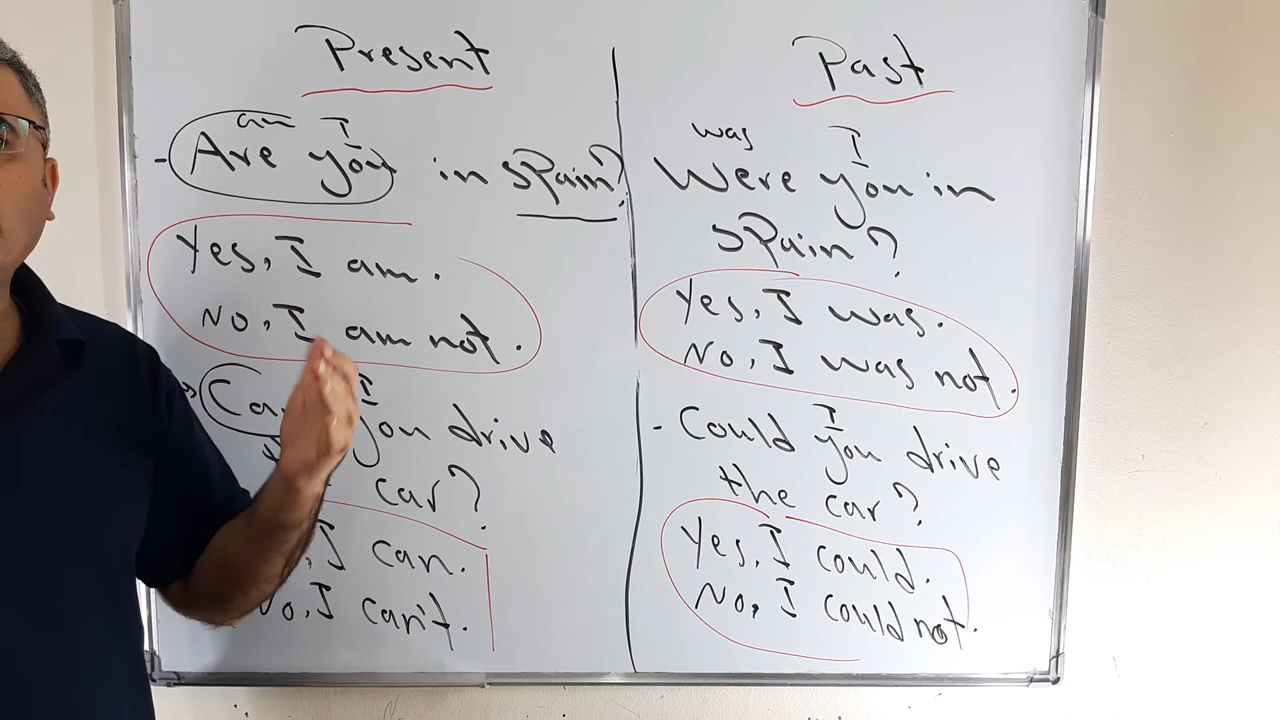 Present
am I
- Are you in spain?
Yes, I am.
No, I am not.
I
you drive
car?
, I can.
No, I can't.
Past
was I
Were you in
spain?
Yes, I was.
No, I was not.
I
- Could you drive
the car?
Yes, I could.
No, I could not.